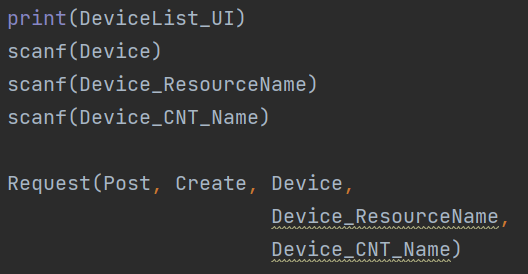 print(DeviceList_UI)
scanf(Device)
scanf(Device_ResourceName)
scanf(Device_CNT_Name)
Request(Post, Create, Device,
Device_ResourceName,
Device_CNT_Name)